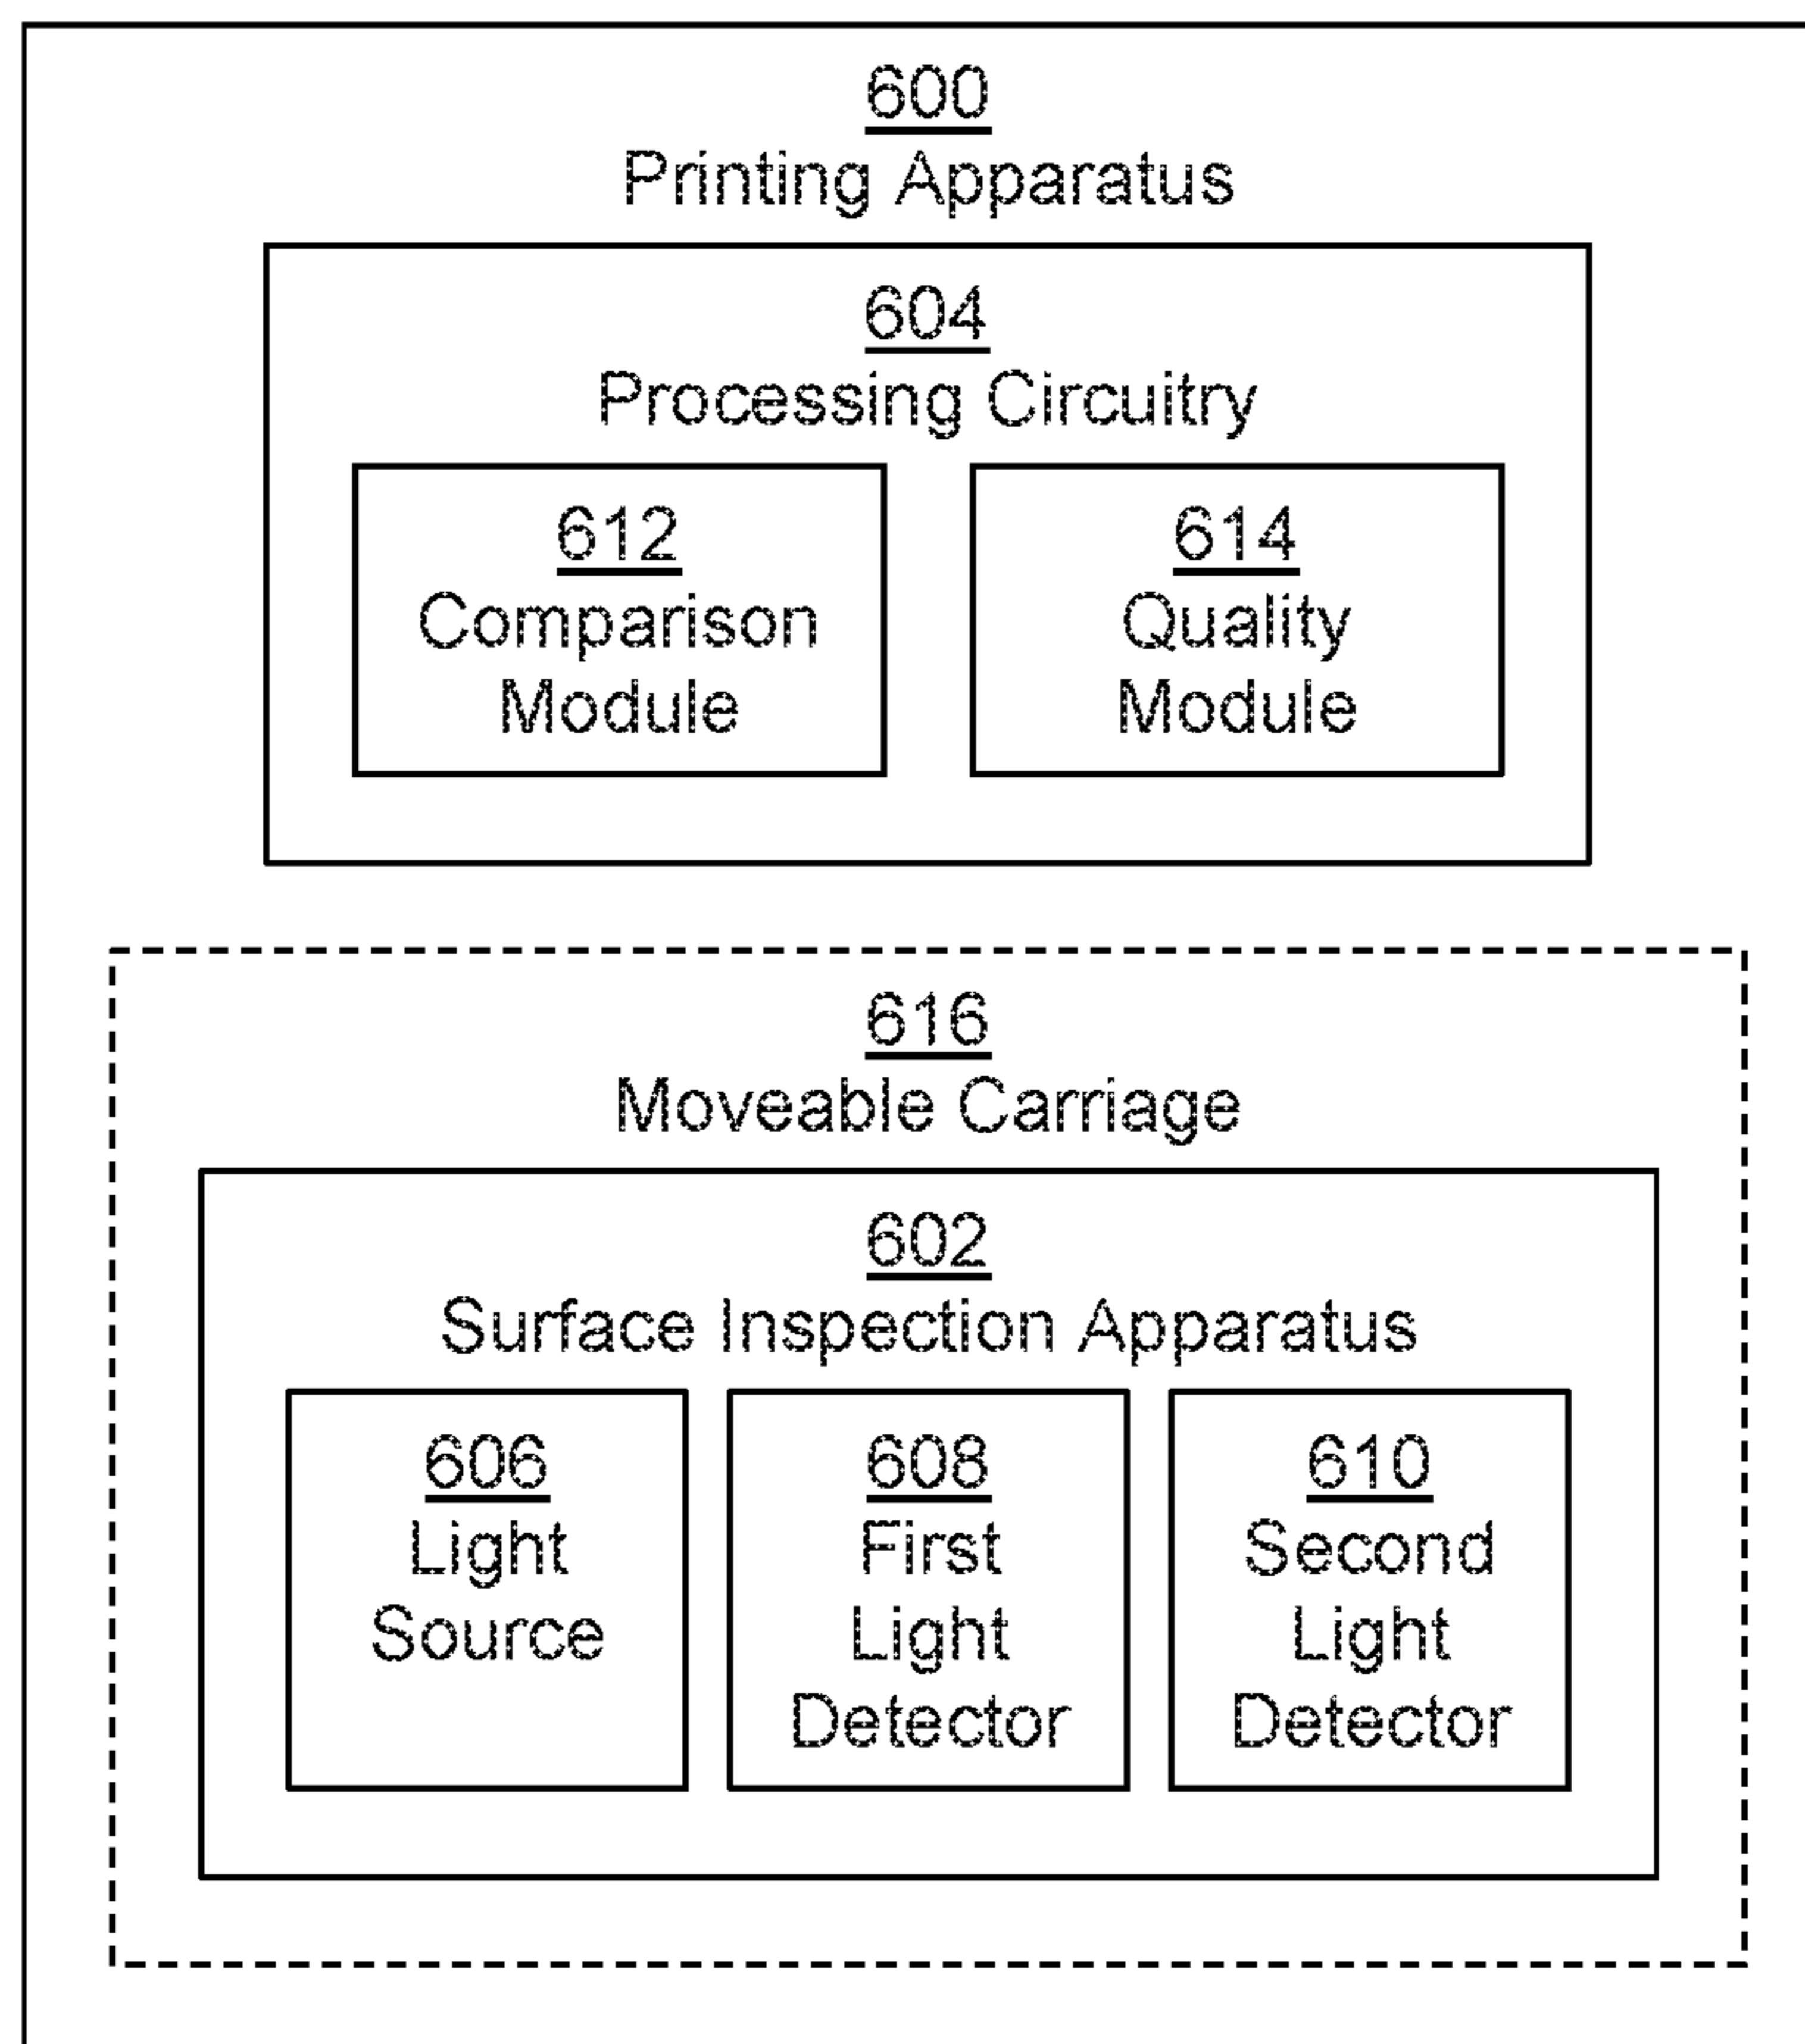 600
Printing Apparatus
604
Processing Circuitry
612
Comparison
Module
614
Quality
Module
616
Moveable Carriage
602
Surface Inspection Apparatus
606
Light
Source
608
First
Light
Detector
610
Second
Light
Detector